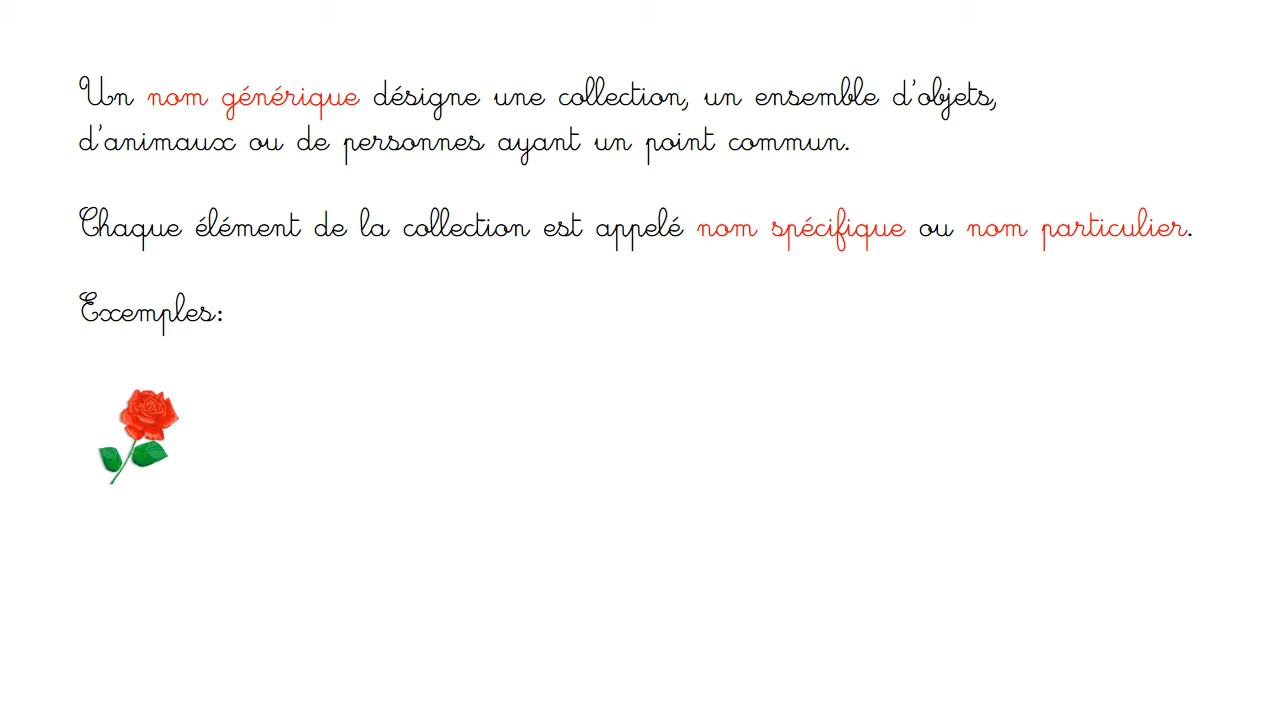 Un nom générique désigne une collection, un ensemble d'objets,
d'animaux ou de personnes ayant un point commun.
Chaque élément de la collection est appelé nom spécifique ou nom particulier.
Exemples: